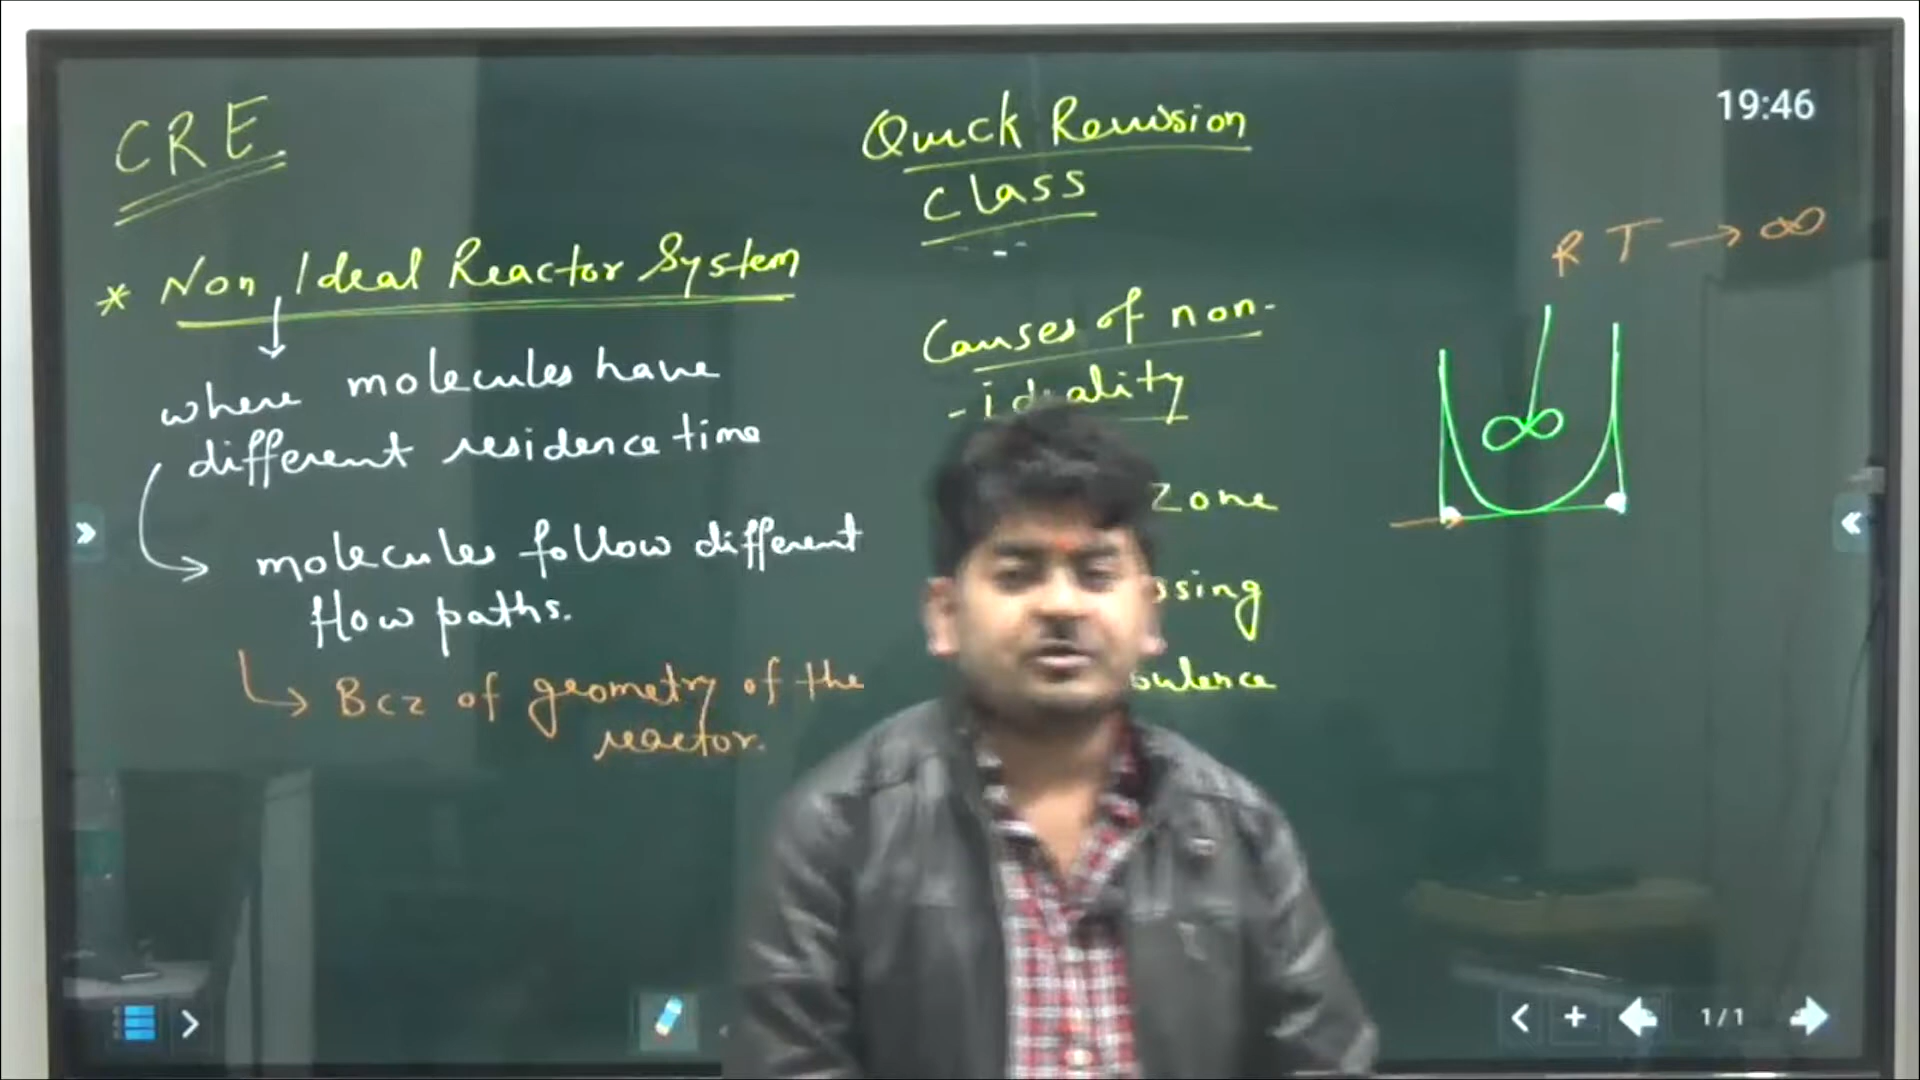 CRE
Quick Revision
Class
19:46
* Non Ideal Reactor System
where molecules have
different residence time
molecules follow different
flow paths.
Bcz of geometry of the
reactor.
Causes of non-
-ideality
Zone
R T → ∞
1/1